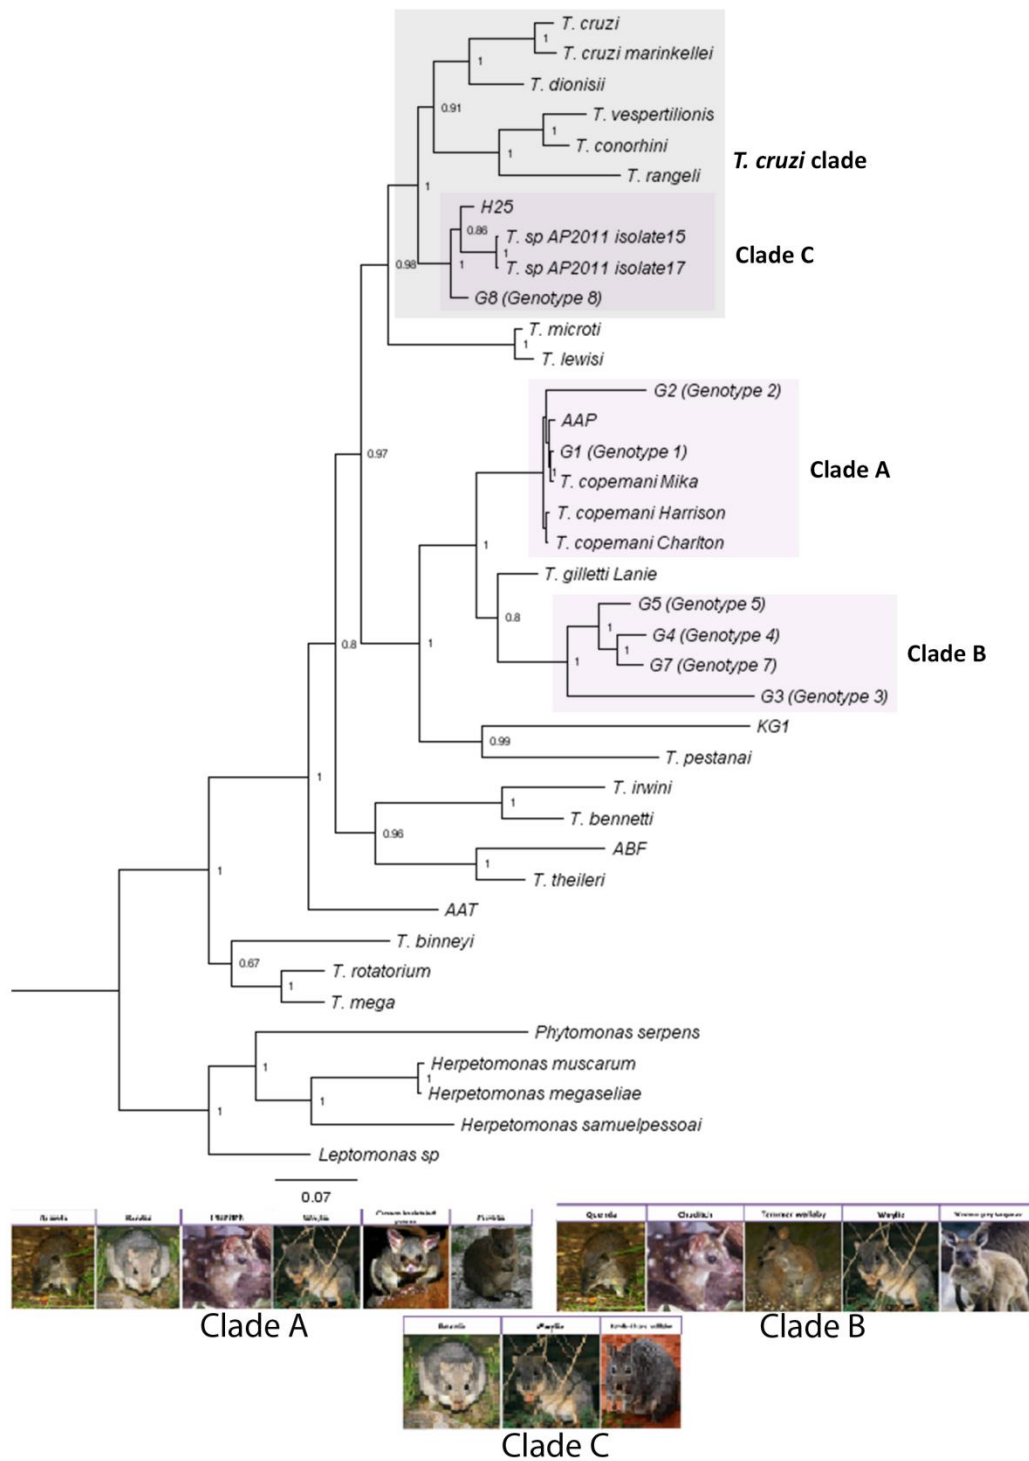 T. cruzi
1
T. cruzi marinkellei
1
T. dionisii
0.91
T. vespertilionis
1
T. conorhini
1
T. cruzi clade
T. rangeli
1
H25
0.86
T. sp AP2011 isolate15
1
Clade C
0.98
1
T. sp AP2011 isolate17
G8 (Genotype 8)
T. microti
1
T. lewisi
G2 (Genotype 2)
AAP
0.97
G1 (Genotype 1)
1
Clade A
T. copemani Mika
T. copemani Harrison
T. copemani Charlton
1
T. gilletti Lanie
0.8
G5 (Genotype 5)
1
G4 (Genotype 4)
0.8
1
1
1
Clade B
G7 (Genotype 7)
G3 (Genotype 3)
KG1
0.99
T. pestanai
1
T. irwini
1
T. bennetti
0.96
ABF
1
T. theileri
1
AAT
T. binneyi
0.67
T. rotatorium
1
T. mega
Phytomonas serpens
1
Herpetomonas muscarum
1
Herpetomonas megaseliae
1
1
Herpetomonas samuelpessoai
Leptomonas sp
0.07
Quenda
Chuditch
Tammar wallaby
Woylie
Clade A
Clade B
Clade C